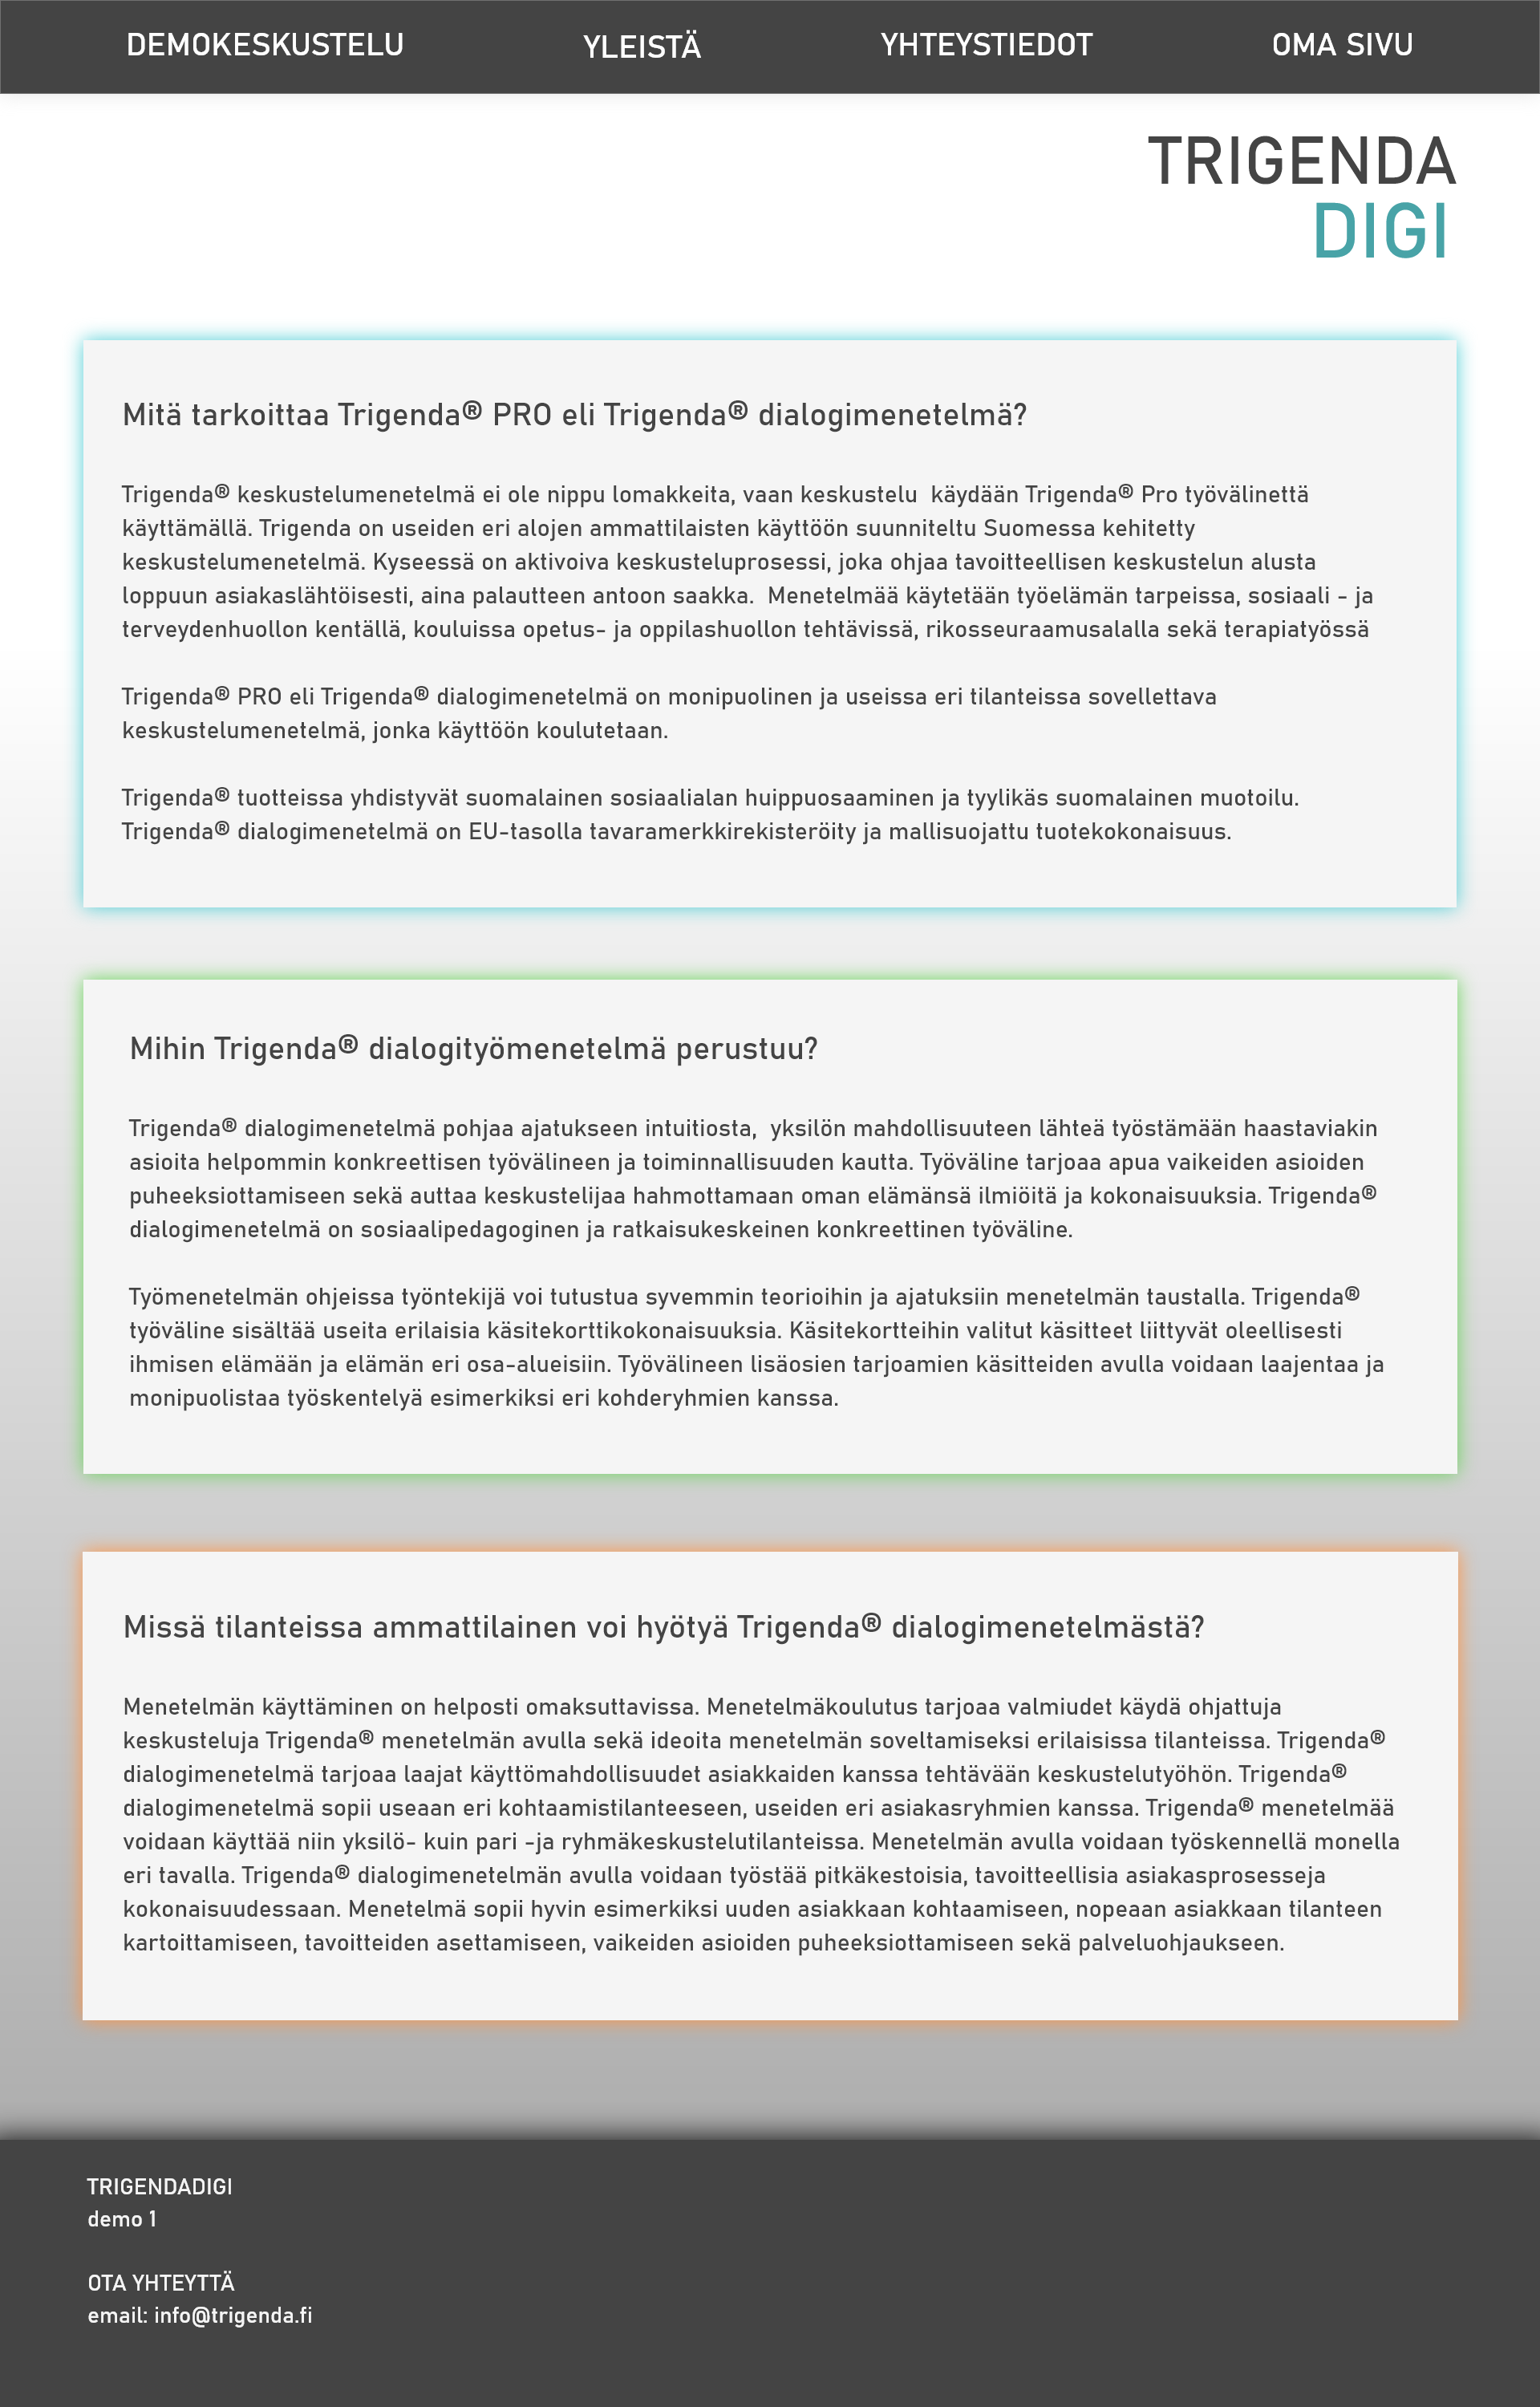 DEMOKESKUSTELU YLEISTÄ YHTEYSTIEDOT OMA SIVU
TRIGENDA
DIGI
Mitä tarkoittaa Trigenda® PRO eli Trigenda® dialogimenetelmä?
Trigenda® keskustelumenetelmä ei ole nippu lomakkeita, vaan keskustelu  käydään Trigenda® Pro työvälinettä
käyttämällä. Trigenda on useiden eri alojen ammattilaisten käyttöön suunniteltu Suomessa kehitetty
keskustelumenetelmä. Kyseessä on aktivoiva keskusteluprosessi, joka ohjaa tavoitteellisen keskustelun alusta
loppuun asiakaslähtöisesti, aina palautteen antoon saakka.  Menetelmää käytetään työelämän tarpeissa, sosiaali - ja
terveydenhuollon kentällä, kouluissa opetus- ja oppilashuollon tehtävissä, rikosseuraamusalalla sekä terapiatyössä
Trigenda® PRO eli Trigenda® dialogimenetelmä on monipuolinen ja useissa eri tilanteissa sovellettava
keskustelumenetelmä, jonka käyttöön koulutetaan.
Trigenda® tuotteissa yhdistyvät suomalainen sosiaalialan huippuosaaminen ja tyylikäs suomalainen muotoilu.
Trigenda® dialogimenetelmä on EU-tasolla tavaramerkkirekisteröity ja mallisuojattu tuotekokonaisuus.
Mihin Trigenda® dialogityömenetelmä perustuu?
Trigenda® dialogimenetelmä pohjaa ajatukseen intuitiosta,  yksilön mahdollisuuteen lähteä työstämään haastaviakin
asioita helpommin konkreettisen työvälineen ja toiminnallisuuden kautta. Työväline tarjoaa apua vaikeiden asioiden
puheeksiottamiseen sekä auttaa keskustelijaa hahmottamaan oman elämänsä ilmiöitä ja kokonaisuuksia. Trigenda®
dialogimenetelmä on sosiaalipedagoginen ja ratkaisukeskeinen konkreettinen työväline.
Työmenetelmän ohjeissa työntekijä voi tutustua syvemmin teorioihin ja ajatuksiin menetelmän taustalla. Trigenda®
työväline sisältää useita erilaisia käsitekorttikokonaisuuksia. Käsitekortteihin valitut käsitteet liittyvät oleellisesti
ihmisen elämään ja elämän eri osa-alueisiin. Työvälineen lisäosien tarjoamien käsitteiden avulla voidaan laajentaa ja
monipuolistaa työskentelyä esimerkiksi eri kohderyhmien kanssa.
Missä tilanteissa ammattilainen voi hyötyä Trigenda® dialogimenetelmästä?
Menetelmän käyttäminen on helposti omaksuttavissa. Menetelmäkoulutus tarjoaa valmiudet käydä ohjattuja
keskusteluja Trigenda® menetelmän avulla sekä ideoita menetelmän soveltamiseksi erilaisissa tilanteissa. Trigenda®
dialogimenetelmä tarjoaa laajat käyttömahdollisuudet asiakkaiden kanssa tehtävään keskustelutyöhön. Trigenda®
dialogimenetelmä sopii useaan eri kohtaamistilanteeseen, useiden eri asiakasryhmien kanssa. Trigenda® menetelmää
voidaan käyttää niin yksilö- kuin pari -ja ryhmäkeskustelutilanteissa. Menetelmän avulla voidaan työskennellä monella
eri tavalla. Trigenda® dialogimenetelmän avulla voidaan työstää pitkäkestoisia, tavoitteellisia asiakasprosesseja
kokonaisuudessaan. Menetelmä sopii hyvin esimerkiksi uuden asiakkaan kohtaamiseen, nopeaan asiakkaan tilanteen
kartoittamiseen, tavoitteiden asettamiseen, vaikeiden asioiden puheeksiottamiseen sekä palveluohjaukseen.
TRIGENDADIGI
demo 1
OTA YHTEYTTÄ
email: info@trigenda.fi